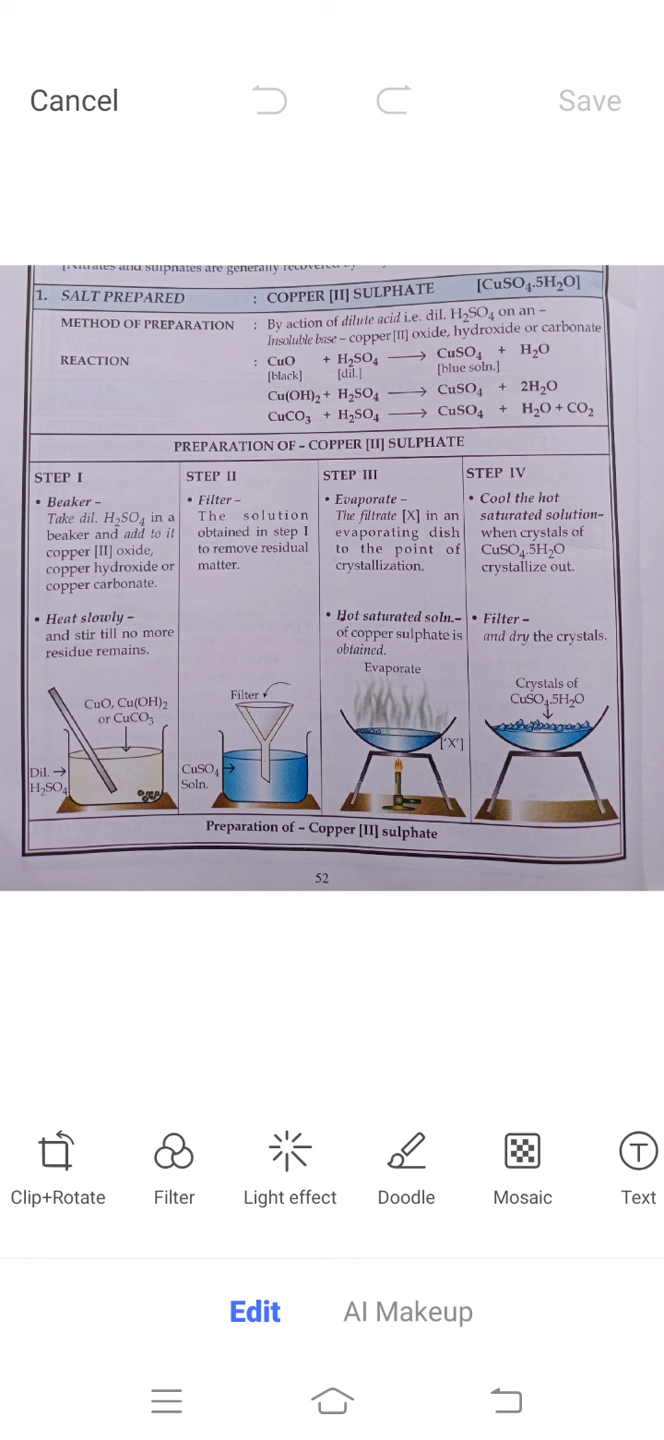 Cancel
Save
[Nitrates and sulphates are generally recovered by
1. SALT PREPARED : COPPER [II] SULPHATE [CuSO₄.5H₂O]
METHOD OF PREPARATION : By action of dilute acid i.e. dil. H₂SO₄ on an –
Insoluble base – copper [II] oxide, hydroxide or carbonate
REACTION : CuO + H₂SO₄ ⟶ CuSO₄ + H₂O
[black] [dil.] [blue soln.]
Cu(OH)₂ + H₂SO₄ ⟶ CuSO₄ + 2H₂O
CuCO₃ + H₂SO₄ ⟶ CuSO₄ + H₂O + CO₂
PREPARATION OF – COPPER [II] SULPHATE
STEP I
• Beaker –
Take dil. H₂SO₄ in a
beaker and add to it
copper [II] oxide,
copper hydroxide or
copper carbonate.
• Heat slowly –
and stir till no more
residue remains.
CuO, Cu(OH)₂
or CuCO₃
Dil. →
H₂SO₄
STEP II
• Filter –
The solution
obtained in step I
to remove residual
matter.
Filter
CuSO₄ →
Soln.
STEP III
• Evaporate –
The filtrate [X] in an
evaporating dish
to the point of
crystallization.
• Hot saturated soln.–
of copper sulphate is
obtained.
Evaporate
['X']
STEP IV
• Cool the hot
saturated solution–
when crystals of
CuSO₄.5H₂O
crystallize out.
• Filter –
and dry the crystals.
Crystals of
CuSO₄.5H₂O
Preparation of – Copper [II] sulphate
52
Clip+Rotate
Filter
Light effect
Doodle
Mosaic
Text
Edit
AI Makeup